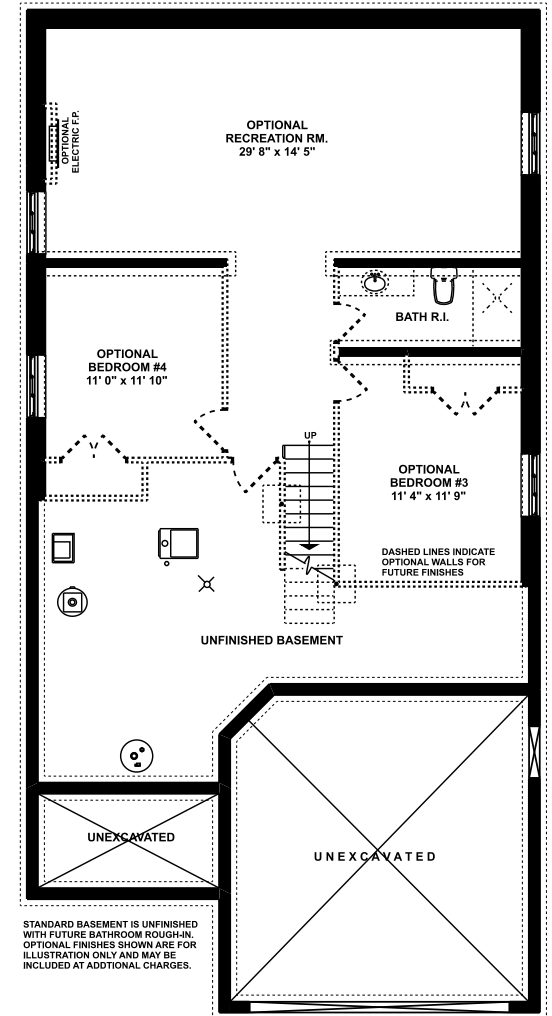 OPTIONAL
RECREATION RM.
29' 8" x 14' 5"
OPTIONAL
ELECTRIC F.P.
BATH R.I.
OPTIONAL
BEDROOM #4
11' 0" x 11' 10"
UP
OPTIONAL
BEDROOM #3
11' 4" x 11' 9"
DASHED LINES INDICATE
OPTIONAL WALLS FOR
FUTURE FINISHES
UNFINISHED BASEMENT
UNEXCAVATED
UNEXCAVATED
STANDARD BASEMENT IS UNFINISHED
WITH FUTURE BATHROOM ROUGH-IN.
OPTIONAL FINISHES SHOWN ARE FOR
ILLUSTRATION ONLY AND MAY BE
INCLUDED AT ADDTIONAL CHARGES.